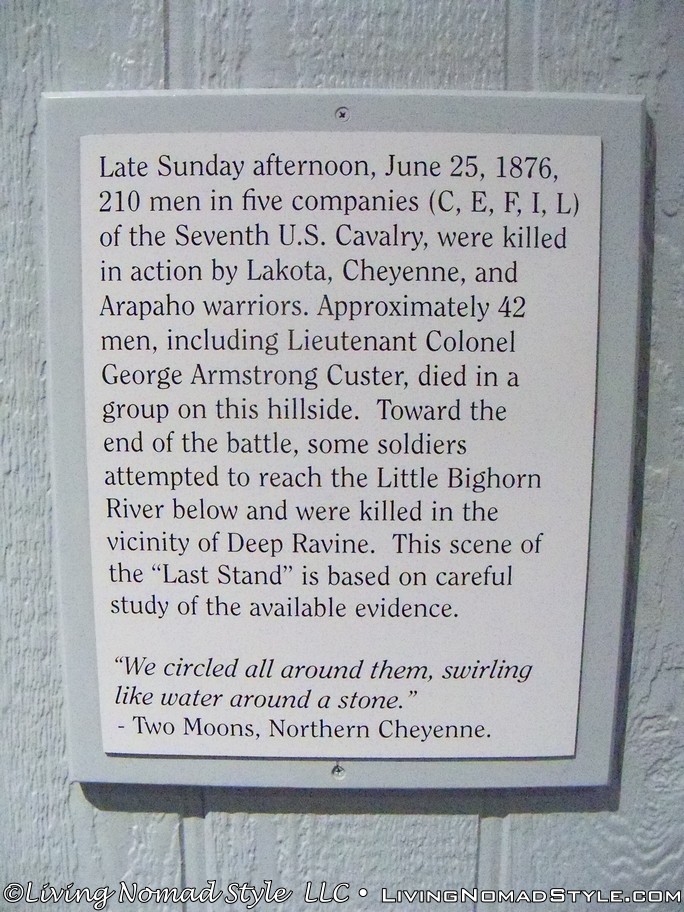 Late Sunday afternoon, June 25, 1876,
210 men in five companies (C, E, F, I, L)
of the Seventh U.S. Cavalry, were killed
in action by Lakota, Cheyenne, and
Arapaho warriors. Approximately 42
men, including Lieutenant Colonel
George Armstrong Custer, died in a
group on this hillside.  Toward the
end of the battle, some soldiers
attempted to reach the Little Bighorn
River below and were killed in the
vicinity of Deep Ravine.  This scene of
the “Last Stand” is based on careful
study of the available evidence.
“We circled all around them, swirling
like water around a stone.”
- Two Moons, Northern Cheyenne.
©Living Nomad Style LLC • LivingNomadStyle.com